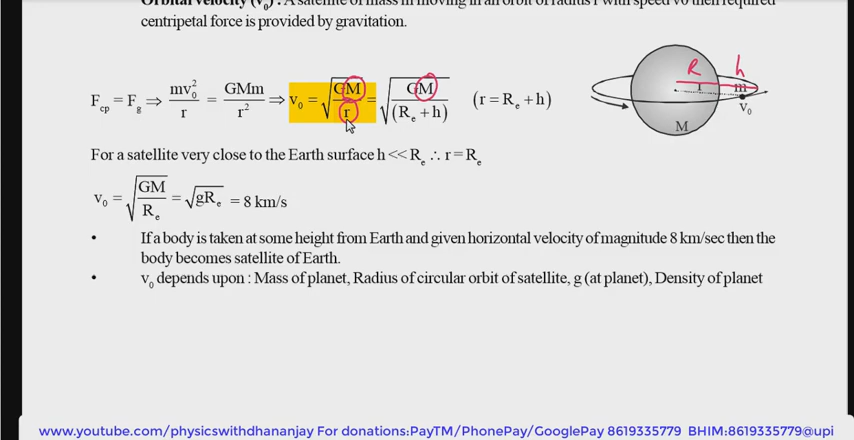 Orbital velocity (v₀) : A satellite of mass m moving in an orbit of radius r with speed v0 then required
centripetal force is provided by gravitation.
F_cp = F_g ⇒ mv₀²/r = GMm/r² ⇒ v₀ = √(GM/r) = √(GM/(R_e + h)) (r = R_e + h)
R h
r m
v₀
M
For a satellite very close to the Earth surface h << R_e ∴ r = R_e
v₀ = √(GM/R_e) = √(gR_e) = 8 km/s
• If a body is taken at some height from Earth and given horizontal velocity of magnitude 8 km/sec then the
body becomes satellite of Earth.
• v₀ depends upon : Mass of planet, Radius of circular orbit of satellite, g (at planet), Density of planet
www.youtube.com/physicswithdhananjay For donations:PayTM/PhonePay/GooglePay 8619335779 BHIM:8619335779@upi